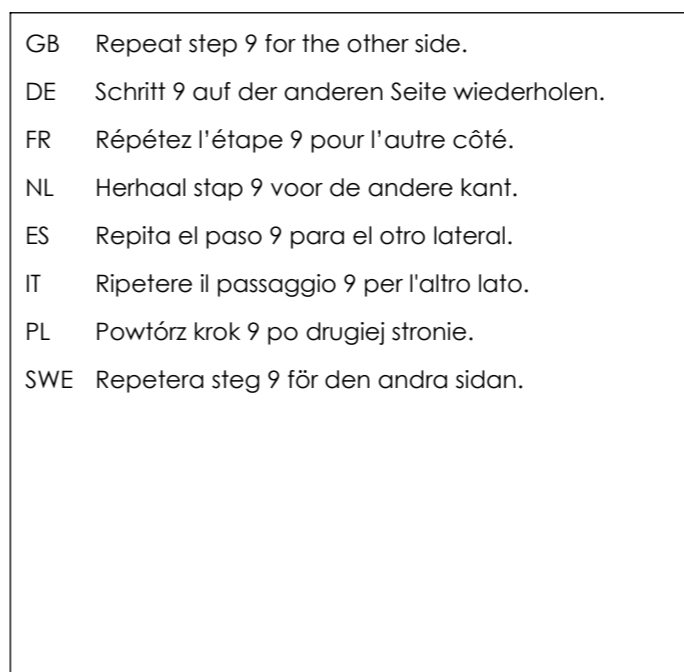 GB Repeat step 9 for the other side.
DE Schritt 9 auf der anderen Seite wiederholen.
FR Répétez l’étape 9 pour l’autre côté.
NL Herhaal stap 9 voor de andere kant.
ES Repita el paso 9 para el otro lateral.
IT Ripetere il passaggio 9 per l'altro lato.
PL Powtórz krok 9 po drugiej stronie.
SWE Repetera steg 9 för den andra sidan.